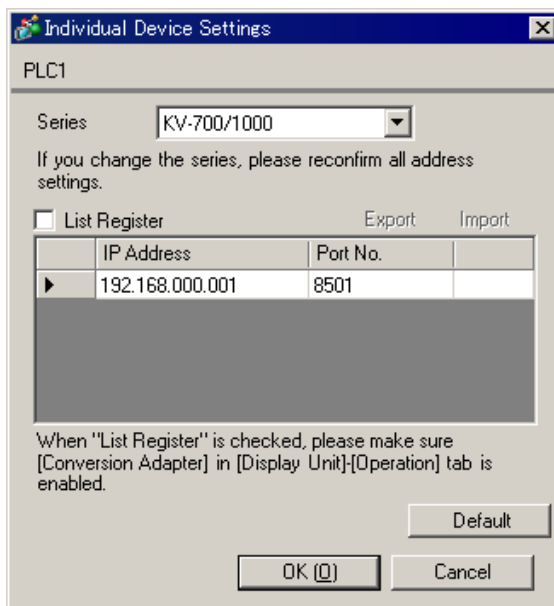 Individual Device Settings
PLC1
Series KV-700/1000
If you change the series, please reconfirm all address
settings.
List Register Export Import
IP Address Port No.
192.168.000.001 8501
When "List Register" is checked, please make sure
[Conversion Adapter] in [Display Unit]-[Operation] tab is
enabled.
Default
OK (O) Cancel